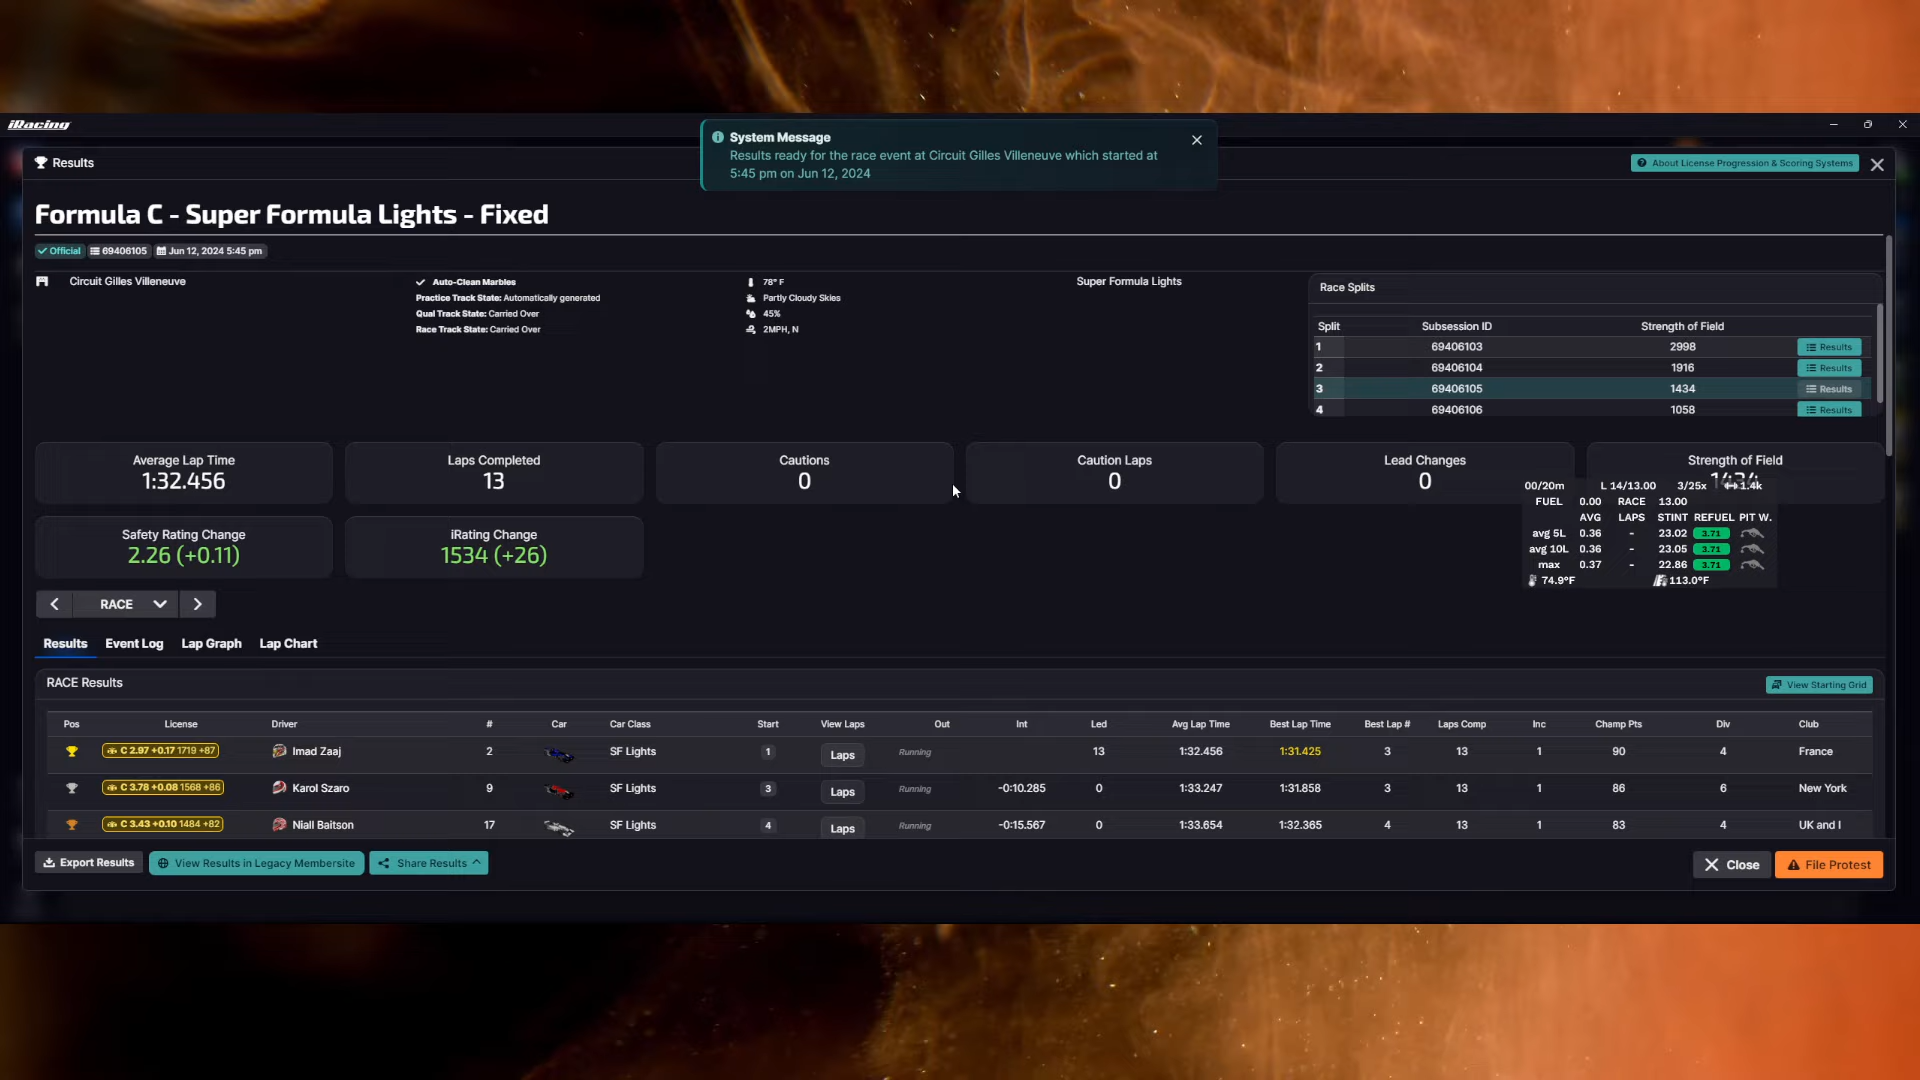 iRacing
System Message
Results ready for the race event at Circuit Gilles Villeneuve which started at
5:45 pm on Jun 12, 2024
Results
About License Progression & Scoring Systems
Formula C - Super Formula Lights - Fixed
Official 69406105 Jun 12, 2024 5:45 pm
Circuit Gilles Villeneuve
Auto-Clean Marbles
Practice Track State: Automatically generated
Qual Track State: Carried Over
Race Track State: Carried Over
78° F
Partly Cloudy Skies
45%
2MPH, N
Super Formula Lights
Race Splits
Split Subsession ID Strength of Field
1 69406103 2998 Results
2 69406104 1916 Results
3 69406105 1434 Results
4 69406106 1058 Results
Average Lap Time
1:32.456
Laps Completed
13
Cautions
0
Caution Laps
0
Lead Changes
0
Strength of Field
1434
Safety Rating Change
2.26 (+0.11)
iRating Change
1534 (+26)
00/20m L 14/13.00 3/25x 1.4k
FUEL 0.00 RACE 13.00
AVG LAPS STINT REFUEL PIT W.
avg 5L 0.36 - 23.02 3.71
avg 10L 0.36 - 23.05 3.71
max 0.37 - 22.86 3.71
74.9°F 113.0°F
RACE
Results Event Log Lap Graph Lap Chart
RACE Results
View Starting Grid
Pos License Driver # Car Car Class Start View Laps Out Int Led Avg Lap Time Best Lap Time Best Lap # Laps Comp Inc Champ Pts Div Club
C 2.97 +0.17 1719 +87 Imad Zaaj 2 SF Lights 1 Laps Running 13 1:32.456 1:31.425 3 13 1 90 4 France
C 3.78 +0.08 1568 +86 Karol Szaro 9 SF Lights 3 Laps Running -0:10.285 0 1:33.247 1:31.858 3 13 1 86 6 New York
C 3.43 +0.10 1484 +82 Niall Baitson 17 SF Lights 4 Laps Running -0:15.567 0 1:33.654 1:32.365 4 13 1 83 4 UK and I
Export Results View Results in Legacy Membersite Share Results
Close File Protest